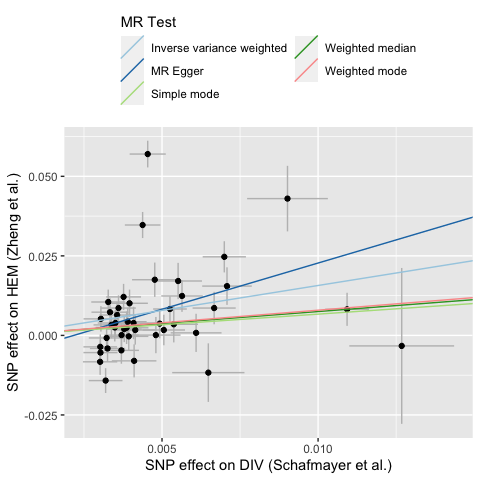 MR Test
Inverse variance weighted
Weighted median
MR Egger
Weighted mode
Simple mode
SNP effect on HEM (Zheng et al.)
0.050
0.025
0.000
-0.025
0.005
0.010
SNP effect on DIV (Schafmayer et al.)